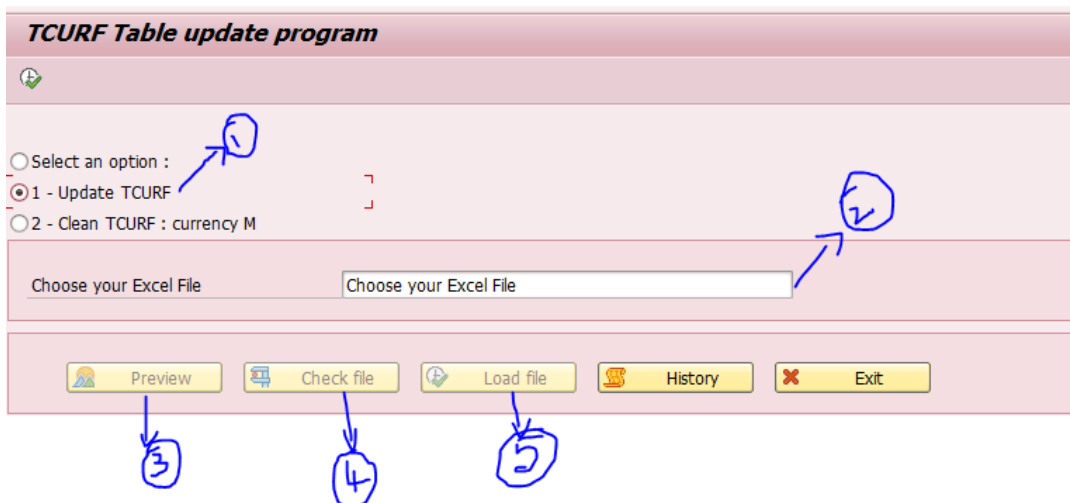 TCURF Table update program
1
Select an option :
1 - Update TCURF
2 - Clean TCURF : currency M
2
Choose your Excel File Choose your Excel File
Preview Check file Load file History Exit
3 4 5